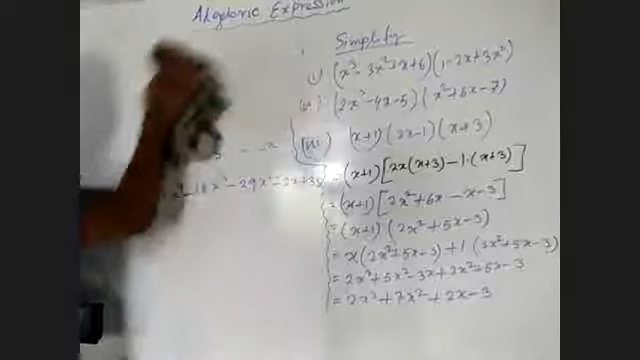 Algebraic Expression
Simplify
(i) (x³ - 3x² + x + 6) (1 - 2x + 3x²)
(ii) (2x³ - 4x - 5) (x² + 6x - 7)
(iii) (x+1) (2x-1) (x+3)
= (x+1) [2x(x+3) - 1·(x+3)]
= (x+1) [2x² + 6x - x - 3]
= (x+1) (2x² + 5x - 3)
= x(2x² + 5x - 3) + 1 (2x² + 5x - 3)
= 2x³ + 5x² - 3x + 2x² + 5x - 3
= 2x³ + 7x² + 2x - 3